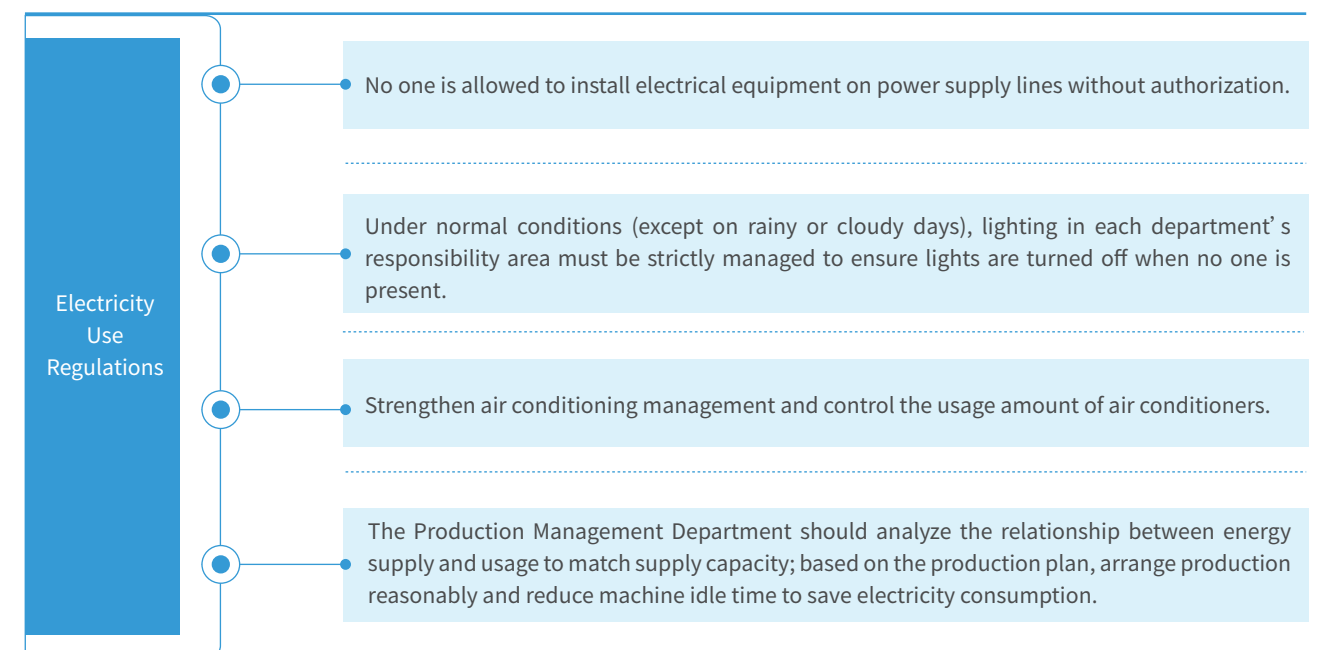 Electricity
Use
Regulations
No one is allowed to install electrical equipment on power supply lines without authorization.
Under normal conditions (except on rainy or cloudy days), lighting in each department’s
responsibility area must be strictly managed to ensure lights are turned off when no one is
present.
Strengthen air conditioning management and control the usage amount of air conditioners.
The Production Management Department should analyze the relationship between energy
supply and usage to match supply capacity; based on the production plan, arrange production
reasonably and reduce machine idle time to save electricity consumption.